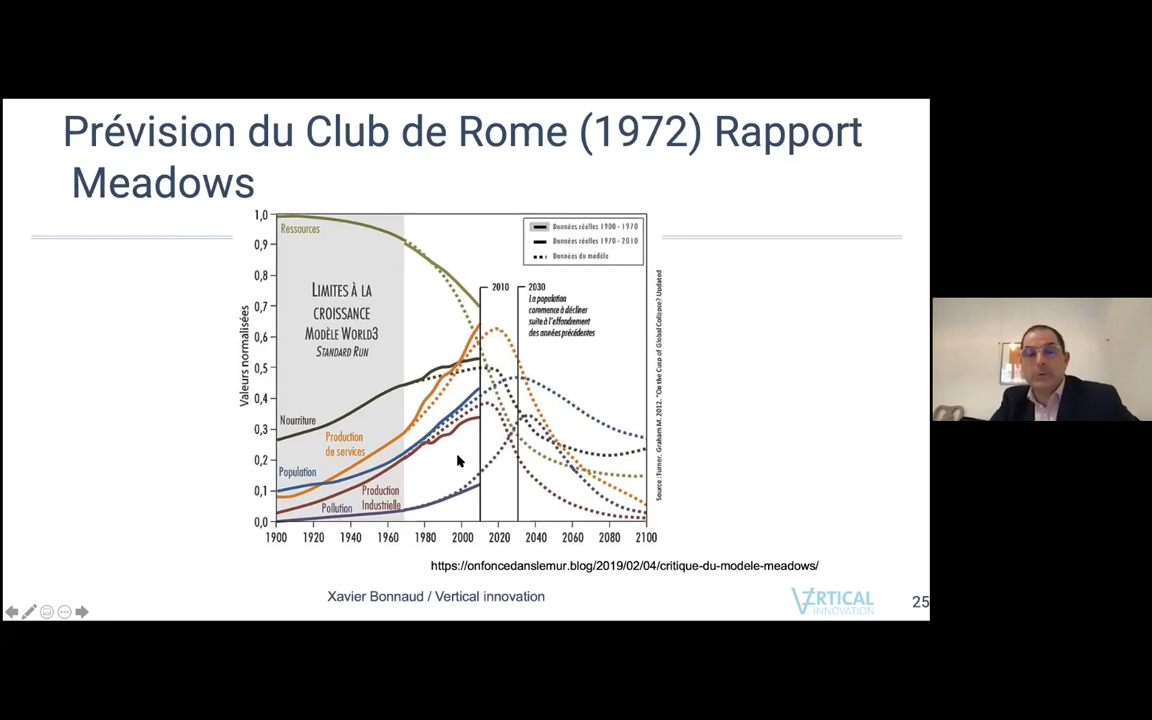 Prévision du Club de Rome (1972) Rapport
Meadows
1,0
0,9
0,8
0,7
0,6
0,5
0,4
0,3
0,2
0,1
0,0
Valeurs normalisées
Ressources
LIMITES À LA
CROISSANCE
MODÈLE WORLD3
STANDARD RUN
Nourriture
Production
de services
Population
Production
Industrielle
Pollution
Données réelles 1900 - 1970
Données réelles 1970 - 2010
Données du modèle
2010
2030
La population
commence à décliner
suite à l'effondrement
des années précédentes
Source : Turner, Graham M. 2012. "On the Cusp of Global Collapse? Updated
1900 1920 1940 1960 1980 2000 2020 2040 2060 2080 2100
https://onfoncedanslemur.blog/2019/02/04/critique-du-modele-meadows/
Xavier Bonnaud / Vertical innovation
VERTICAL
INNOVATION
25